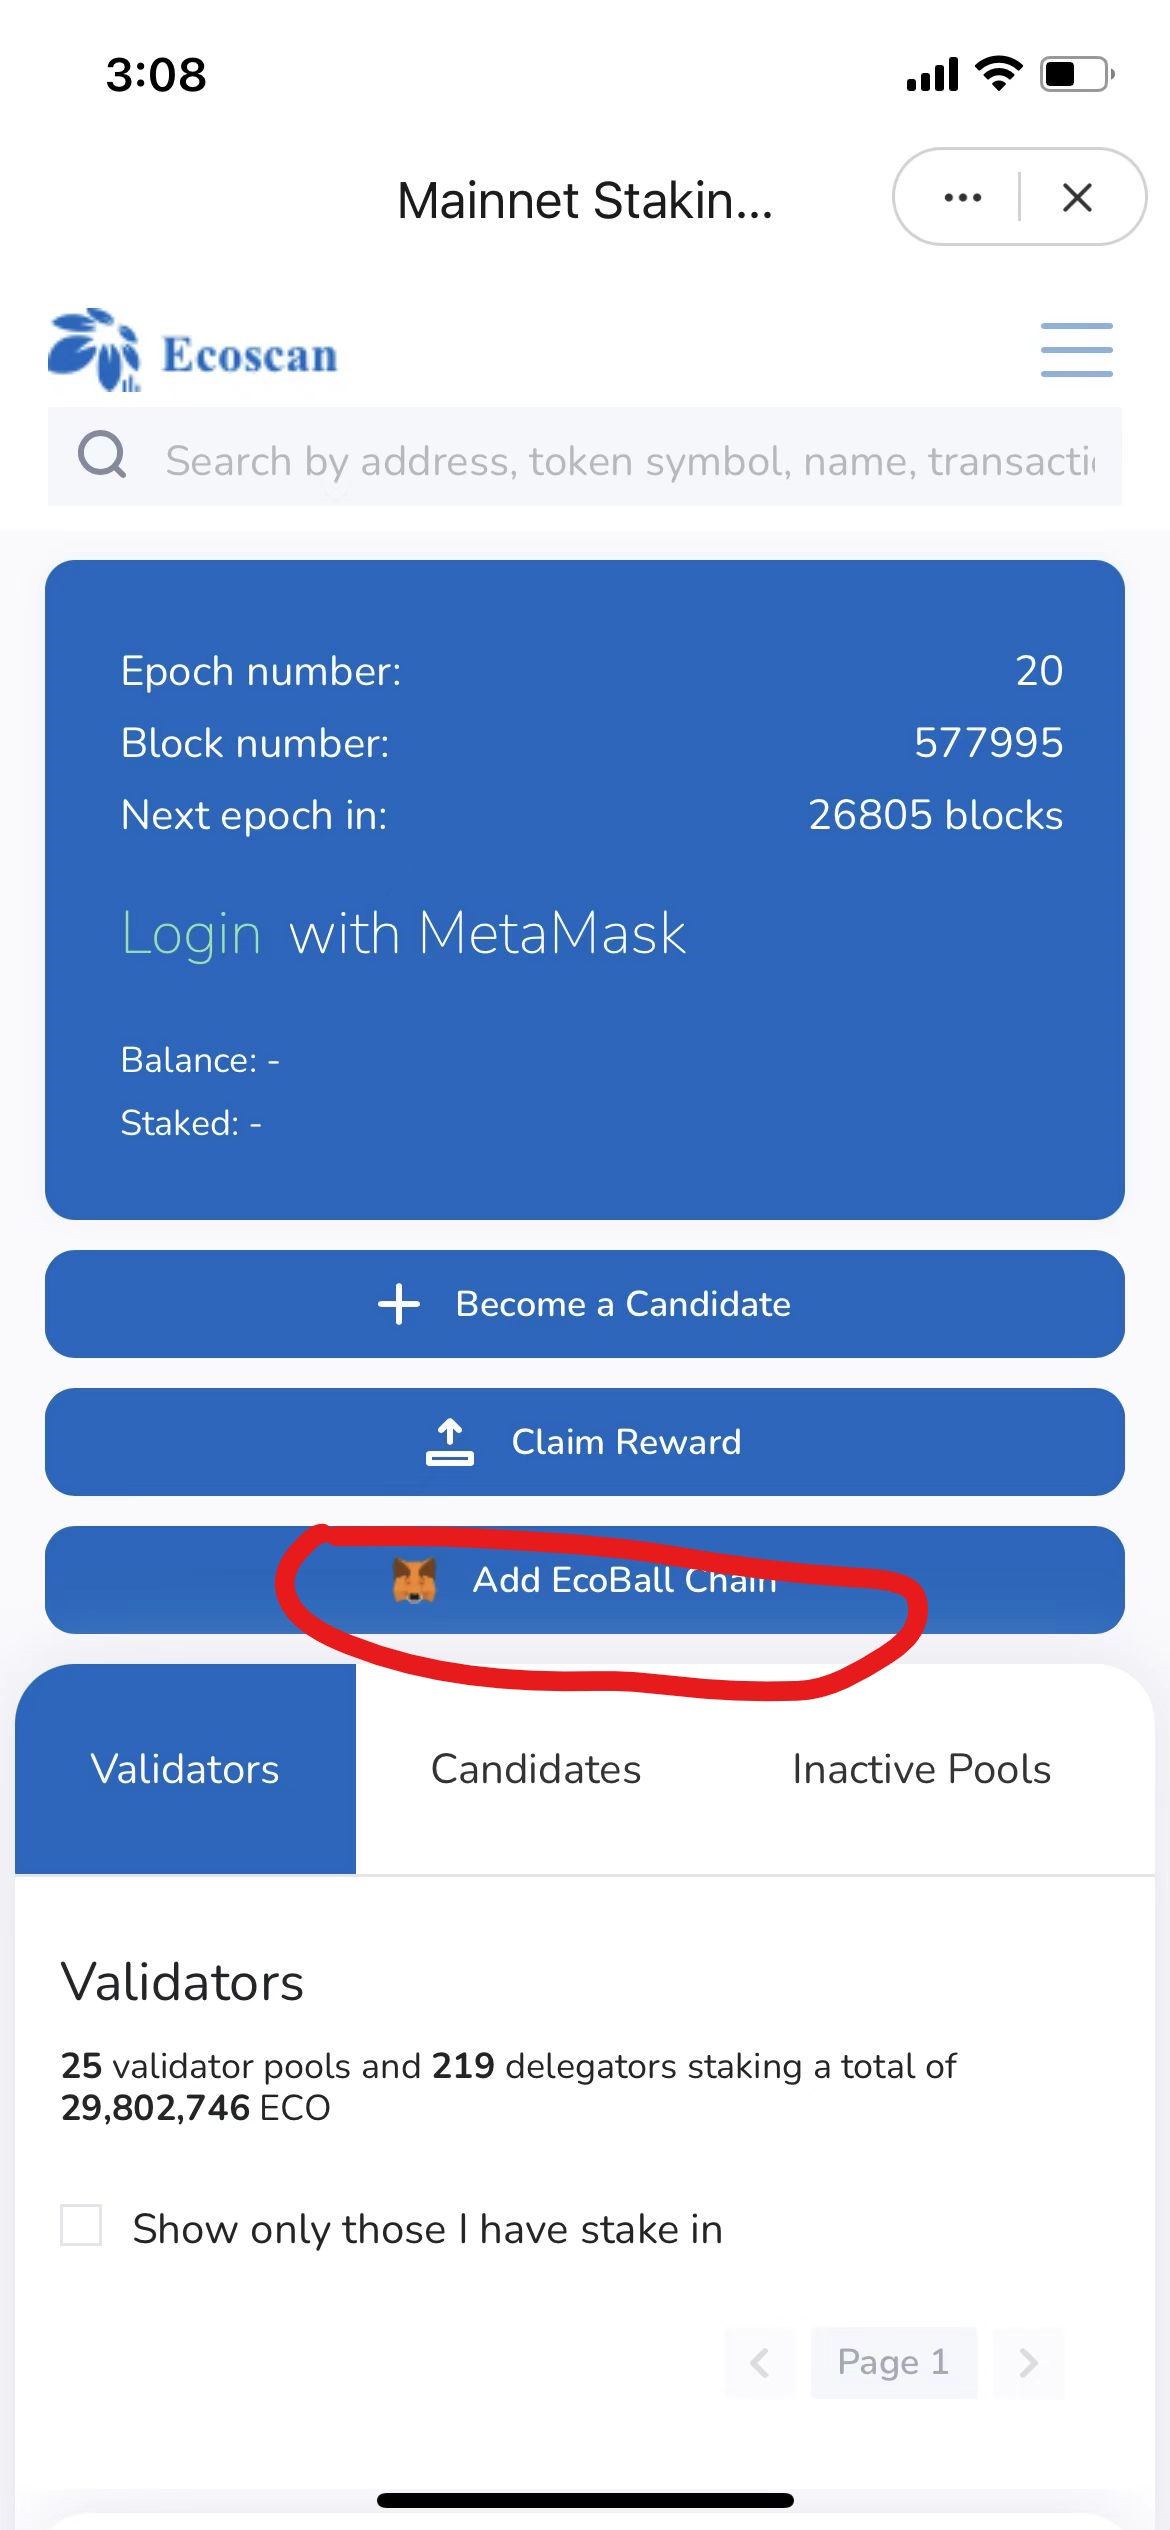 3:08
Mainnet Stakin...
Ecoscan
Search by address, token symbol, name, transacti
Epoch number: 20
Block number: 577995
Next epoch in: 26805 blocks
Login with MetaMask
Balance: -
Staked: -
Become a Candidate
Claim Reward
Add EcoBall Chain
Validators Candidates Inactive Pools
Validators
25 validator pools and 219 delegators staking a total of
29,802,746 ECO
Show only those I have stake in
Page 1